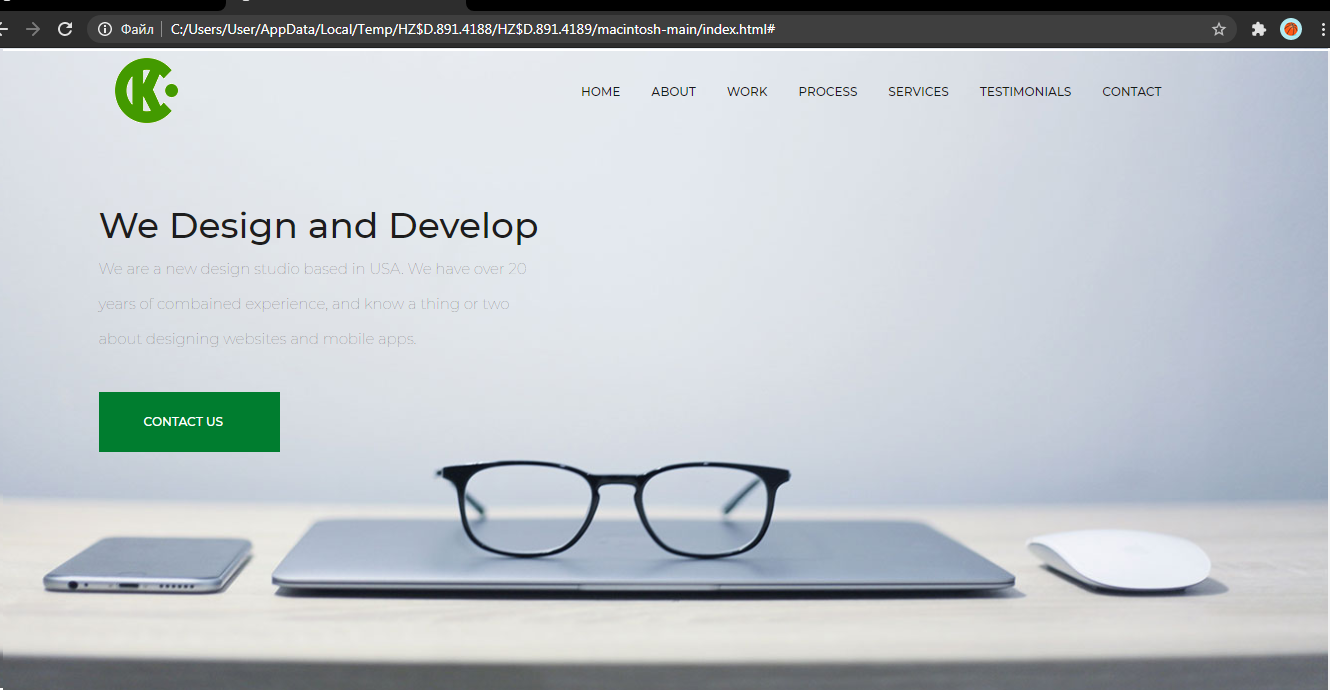 Файл C:/Users/User/AppData/Local/Temp/HZ$D.891.4188/HZ$D.891.4189/macintosh-main/index.html#
CK
HOME ABOUT WORK PROCESS SERVICES TESTIMONIALS CONTACT
We Design and Develop
We are a new design studio based in USA. We have over 20
years of combained experience, and know a thing or two
about designing websites and mobile apps.
CONTACT US